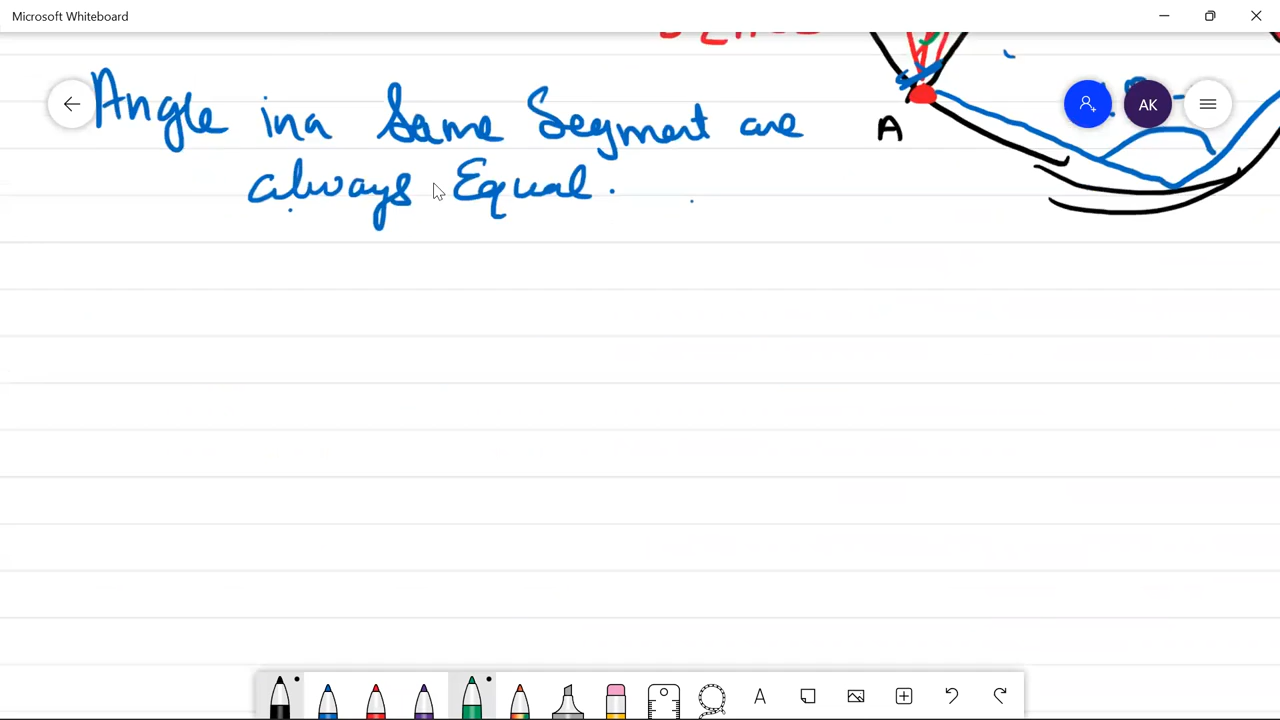 Microsoft Whiteboard
Angle in a Same Segment are
always Equal.
A
AK
A